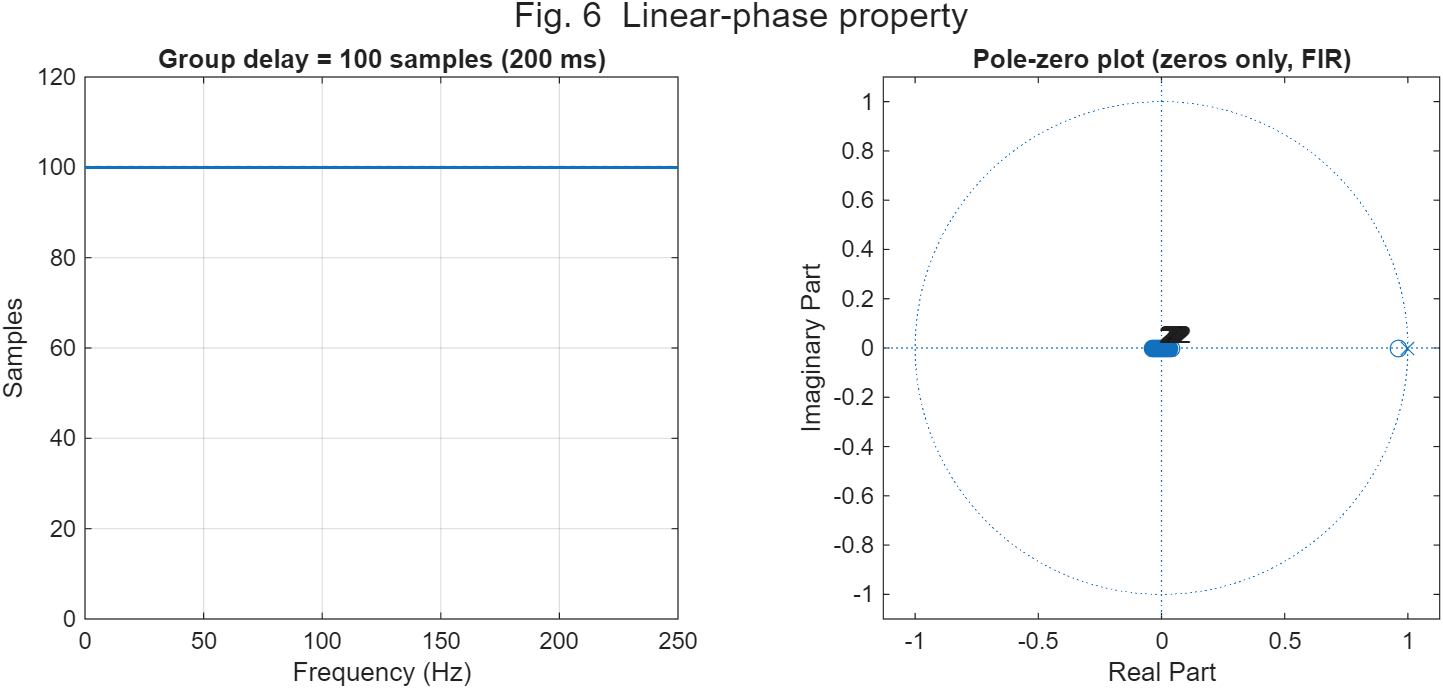 Fig. 6  Linear-phase property
Group delay = 100 samples (200 ms)
120
100
80
60
40
20
0
Samples
0 50 100 150 200 250
Frequency (Hz)
Pole-zero plot (zeros only, FIR)
1
0.8
0.6
0.4
0.2
0
-0.2
-0.4
-0.6
-0.8
-1
Imaginary Part
-1 -0.5 0 0.5 1
Real Part